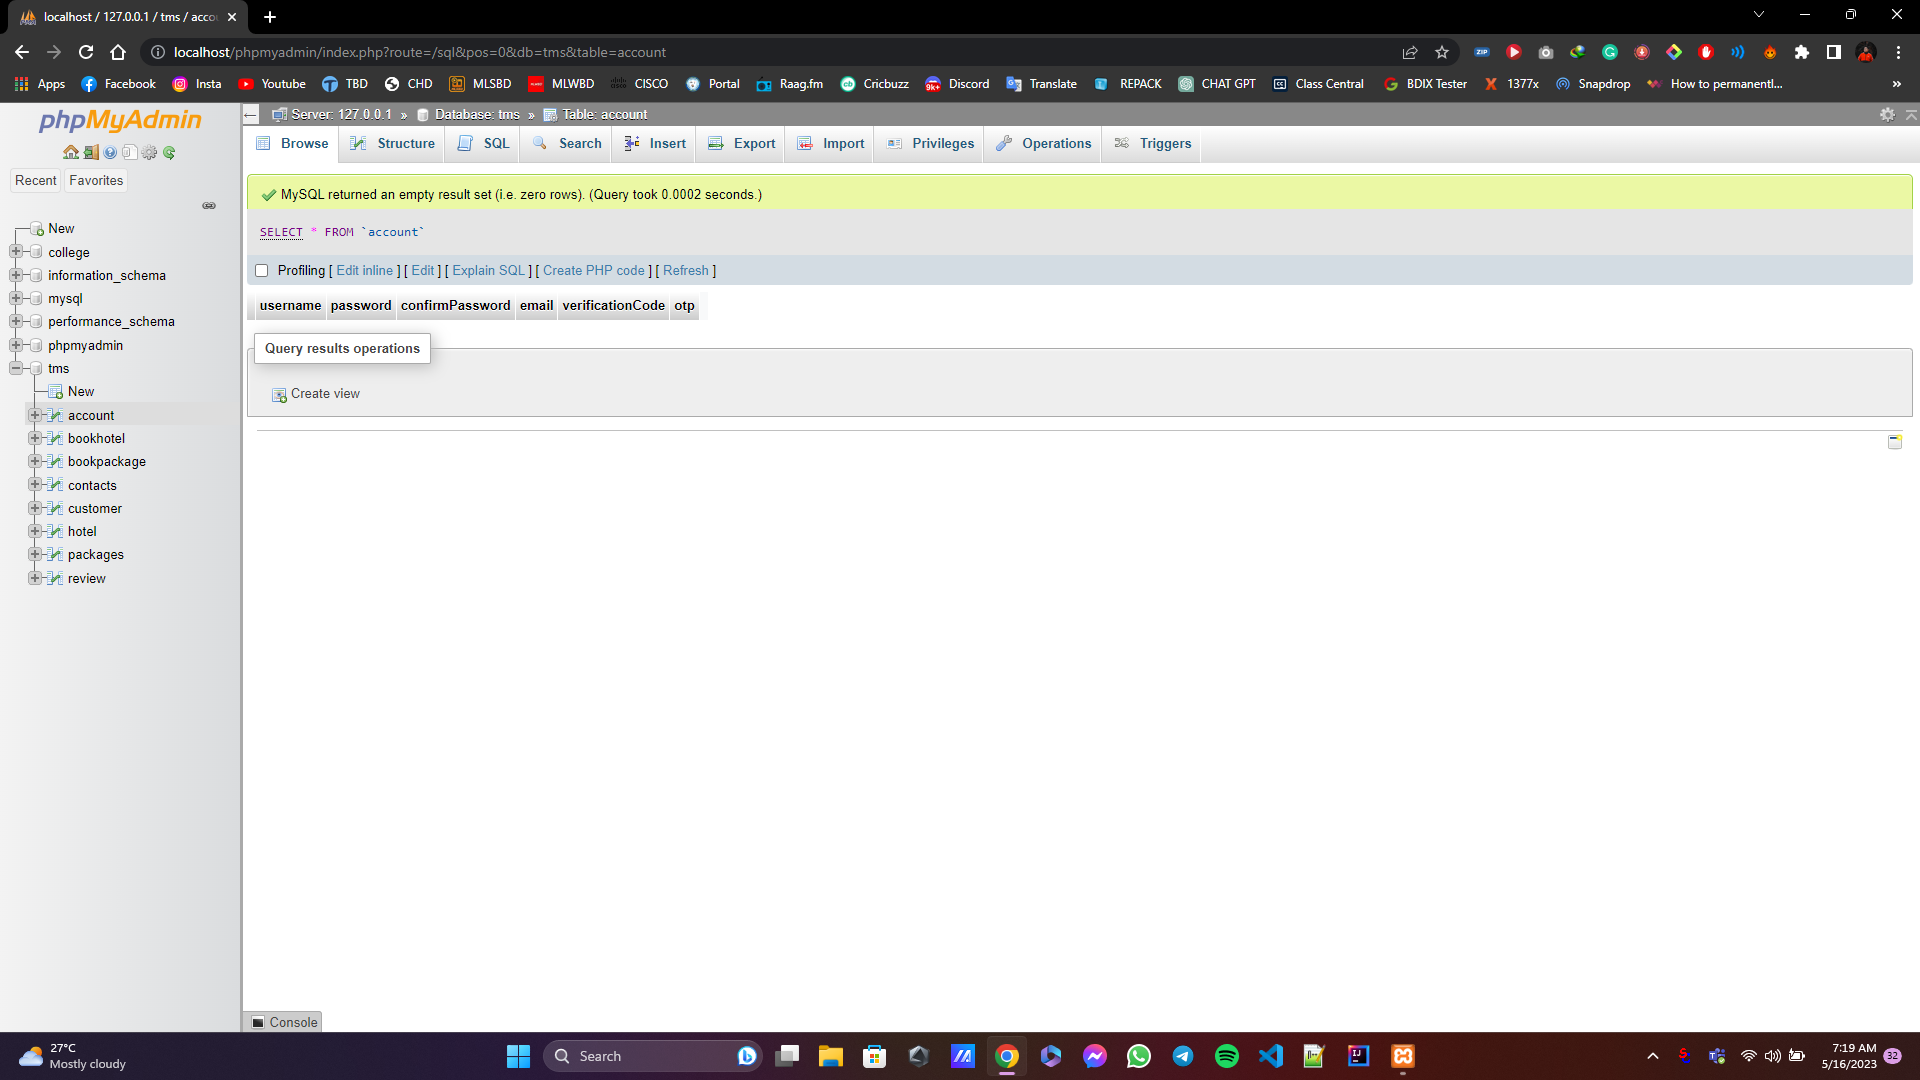 localhost / 127.0.0.1 / tms / accou
localhost/phpmyadmin/index.php?route=/sql&pos=0&db=tms&table=account
Apps Facebook Insta Youtube TBD CHD MLSBD MLWBD CISCO Portal Raag.fm Cricbuzz Discord Translate REPACK CHAT GPT Class Central BDIX Tester 1377x Snapdrop How to permanentl...
phpMyAdmin
Recent Favorites
New
college
information_schema
mysql
performance_schema
phpmyadmin
tms
New
account
bookhotel
bookpackage
contacts
customer
hotel
packages
review
Server: 127.0.0.1 » Database: tms » Table: account
Browse Structure SQL Search Insert Export Import Privileges Operations Triggers
MySQL returned an empty result set (i.e. zero rows). (Query took 0.0002 seconds.)
SELECT * FROM `account`
Profiling [ Edit inline ] [ Edit ] [ Explain SQL ] [ Create PHP code ] [ Refresh ]
username password confirmPassword email verificationCode otp
Query results operations
Create view
Console
27°C
Mostly cloudy
Search
7:19 AM
5/16/2023
32